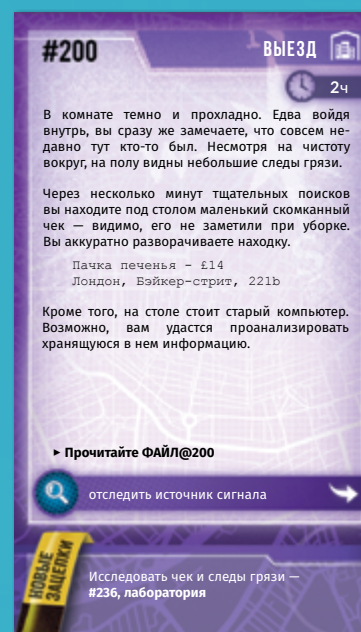 #200
ВЫЕЗД
2ч
В комнате темно и прохладно. Едва войдя
внутрь, вы сразу же замечаете, что совсем не-
давно тут кто-то был. Несмотря на чистоту
вокруг, на полу видны небольшие следы грязи.
Через несколько минут тщательных поисков
вы находите под столом маленький скомканный
чек — видимо, его не заметили при уборке.
Вы аккуратно разворачиваете находку.
Пачка печенья – £14
Лондон, Бэйкер-стрит, 221b
Кроме того, на столе стоит старый компьютер.
Возможно, вам удастся проанализировать
хранящуюся в нем информацию.
▸ Прочитайте ФАЙЛ@200
отследить источник сигнала
НОВЫЕ
ЗАЦЕПКИ
Исследовать чек и следы грязи —
#236, лаборатория